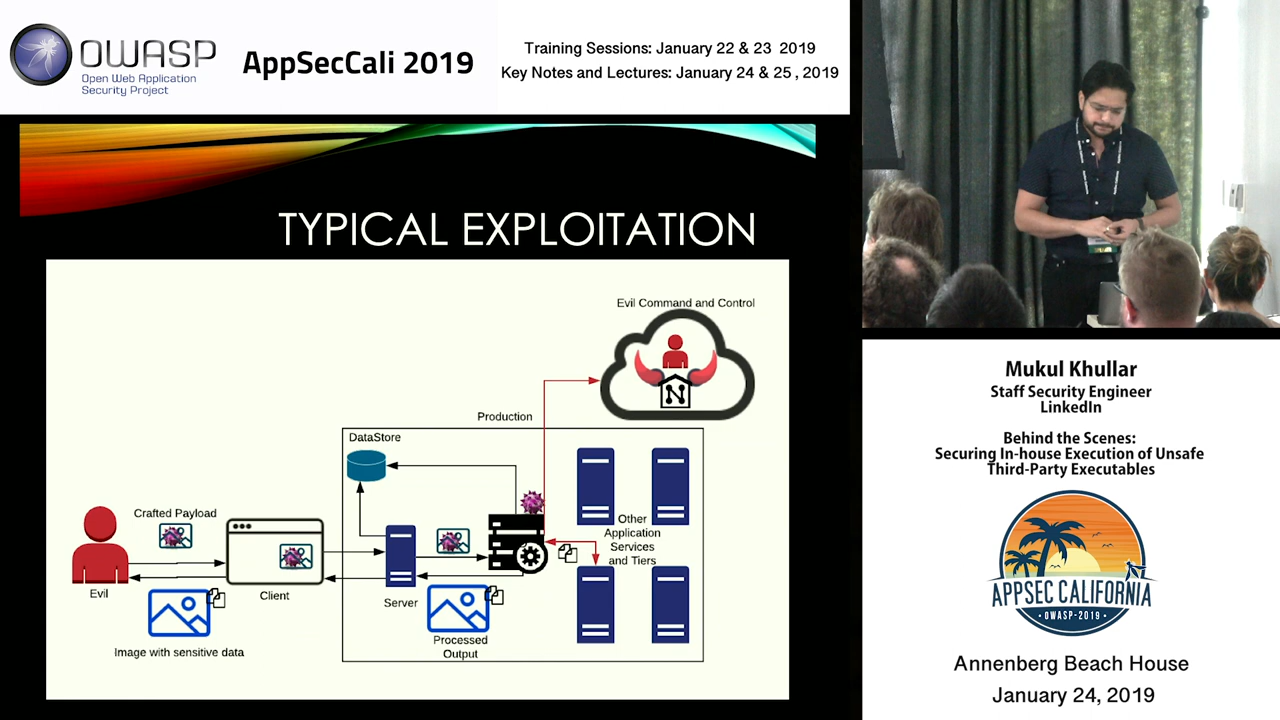 OWASP
Open Web Application
Security Project
AppSecCali 2019
Training Sessions: January 22 & 23 2019
Key Notes and Lectures: January 24 & 25 , 2019
TYPICAL EXPLOITATION
Evil Command and Control
N
Production
DataStore
Crafted Payload
Other
Application
Services
and Tiers
Evil
Client
Server
Image with sensitive data
Processed
Output
Mukul Khullar
Staff Security Engineer
LinkedIn
Behind the Scenes:
Securing In-house Execution of Unsafe
Third-Party Executables
APPSEC CALIFORNIA
• OWASP-2019 •
Annenberg Beach House
January 24, 2019